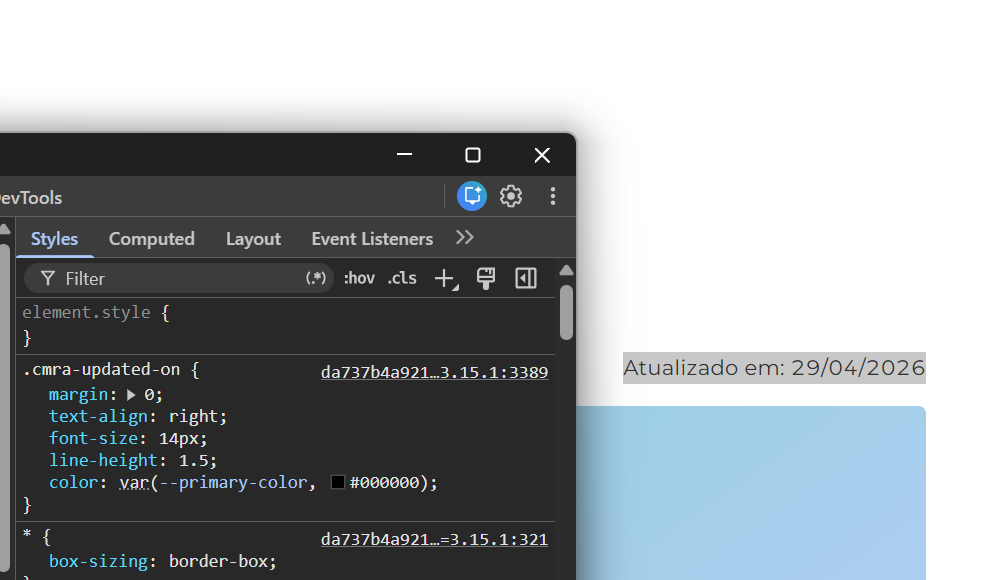 DevTools
Styles Computed Layout Event Listeners
Filter (.*) :hov .cls
element.style {
}
.cmra-updated-on { da737b4a921…3.15.1:3389
margin: 0;
text-align: right;
font-size: 14px;
line-height: 1.5;
color: var(--primary-color, #000000);
}
* { da737b4a921…=3.15.1:321
box-sizing: border-box;
Atualizado em: 29/04/2026